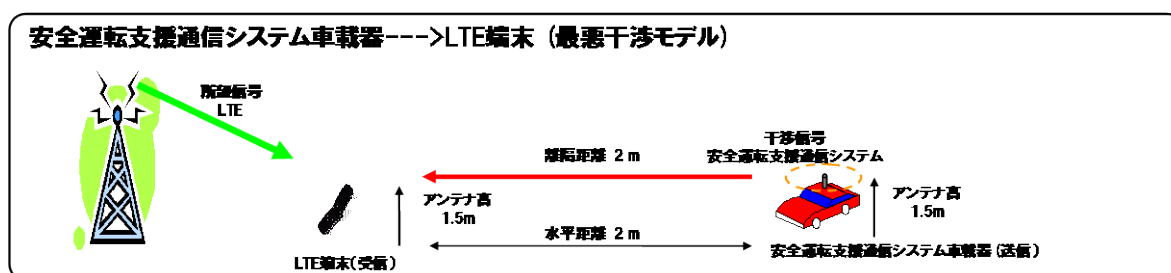 安全運転支援通信システム車載器--->LTE端末（最悪干渉モデル）
所望信号
LTE
離隔距離 2 m
干渉信号
安全運転支援通信システム
アンテナ高
1.5m
アンテナ高
1.5m
水平距離 2 m
LTE端末(受信)
安全運転支援通信システム車載器(送信)